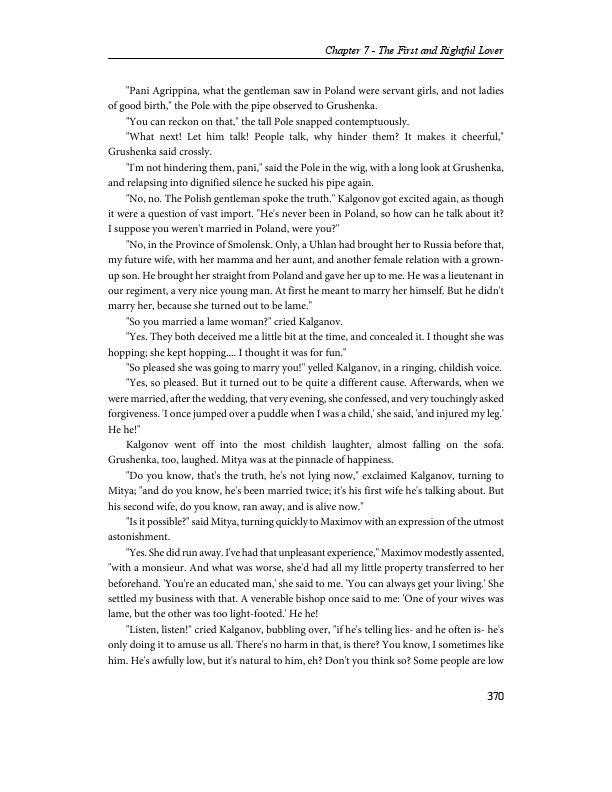 Chapter 7 - The First and Rightful Lover
"Pani Agrippina, what the gentleman saw in Poland were servant girls, and not ladies
of good birth," the Pole with the pipe observed to Grushenka.
"You can reckon on that," the tall Pole snapped contemptuously.
"What next! Let him talk! People talk, why hinder them? It makes it cheerful,"
Grushenka said crossly.
"I'm not hindering them, pani," said the Pole in the wig, with a long look at Grushenka,
and relapsing into dignified silence he sucked his pipe again.
"No, no. The Polish gentleman spoke the truth." Kalgonov got excited again, as though
it were a question of vast import. "He's never been in Poland, so how can he talk about it?
I suppose you weren't married in Poland, were you?"
"No, in the Province of Smolensk. Only, a Uhlan had brought her to Russia before that,
my future wife, with her mamma and her aunt, and another female relation with a grown-
up son. He brought her straight from Poland and gave her up to me. He was a lieutenant in
our regiment, a very nice young man. At first he meant to marry her himself. But he didn't
marry her, because she turned out to be lame."
"So you married a lame woman?" cried Kalganov.
"Yes. They both deceived me a little bit at the time, and concealed it. I thought she was
hopping; she kept hopping.... I thought it was for fun."
"So pleased she was going to marry you!" yelled Kalganov, in a ringing, childish voice.
"Yes, so pleased. But it turned out to be quite a different cause. Afterwards, when we
were married, after the wedding, that very evening, she confessed, and very touchingly asked
forgiveness. 'I once jumped over a puddle when I was a child,' she said, 'and injured my leg.'
He he!"
Kalgonov went off into the most childish laughter, almost falling on the sofa.
Grushenka, too, laughed. Mitya was at the pinnacle of happiness.
"Do you know, that's the truth, he's not lying now," exclaimed Kalganov, turning to
Mitya; "and do you know, he's been married twice; it's his first wife he's talking about. But
his second wife, do you know, ran away, and is alive now."
"Is it possible?" said Mitya, turning quickly to Maximov with an expression of the utmost
astonishment.
"Yes. She did run away. I've had that unpleasant experience," Maximov modestly assented,
"with a monsieur. And what was worse, she'd had all my little property transferred to her
beforehand. 'You're an educated man,' she said to me. 'You can always get your living.' She
settled my business with that. A venerable bishop once said to me: 'One of your wives was
lame, but the other was too light-footed.' He he!
"Listen, listen!" cried Kalganov, bubbling over, "if he's telling lies- and he often is- he's
only doing it to amuse us all. There's no harm in that, is there? You know, I sometimes like
him. He's awfully low, but it's natural to him, eh? Don't you think so? Some people are low
370